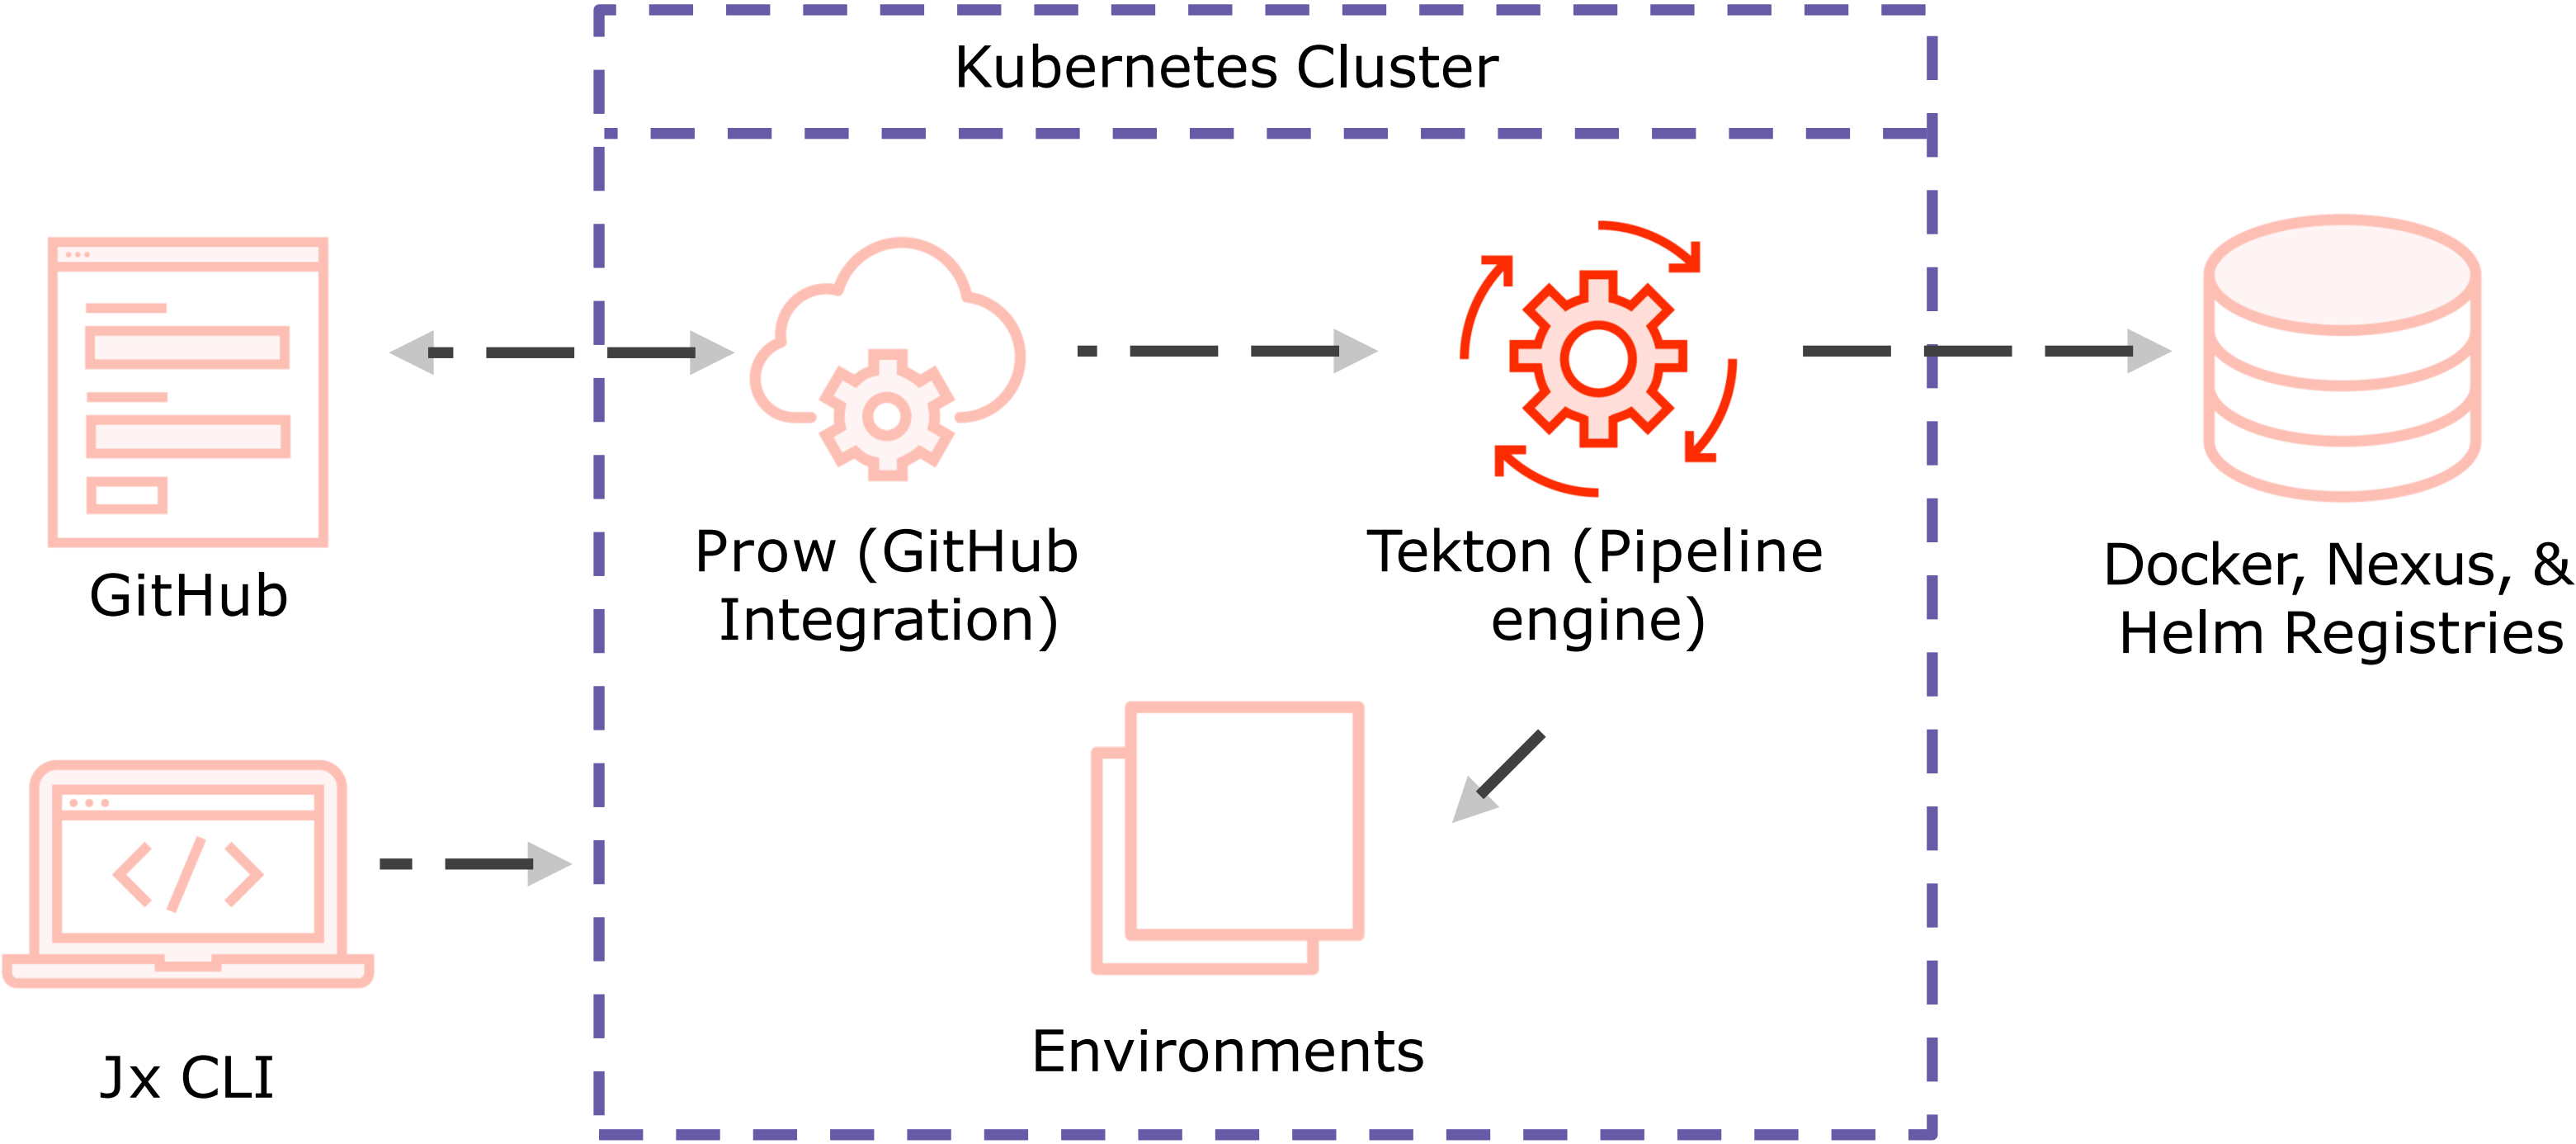 Kubernetes Cluster
GitHub
Prow (GitHub
Integration)
Tekton (Pipeline
engine)
Docker, Nexus, &
Helm Registries
Jx CLI
Environments